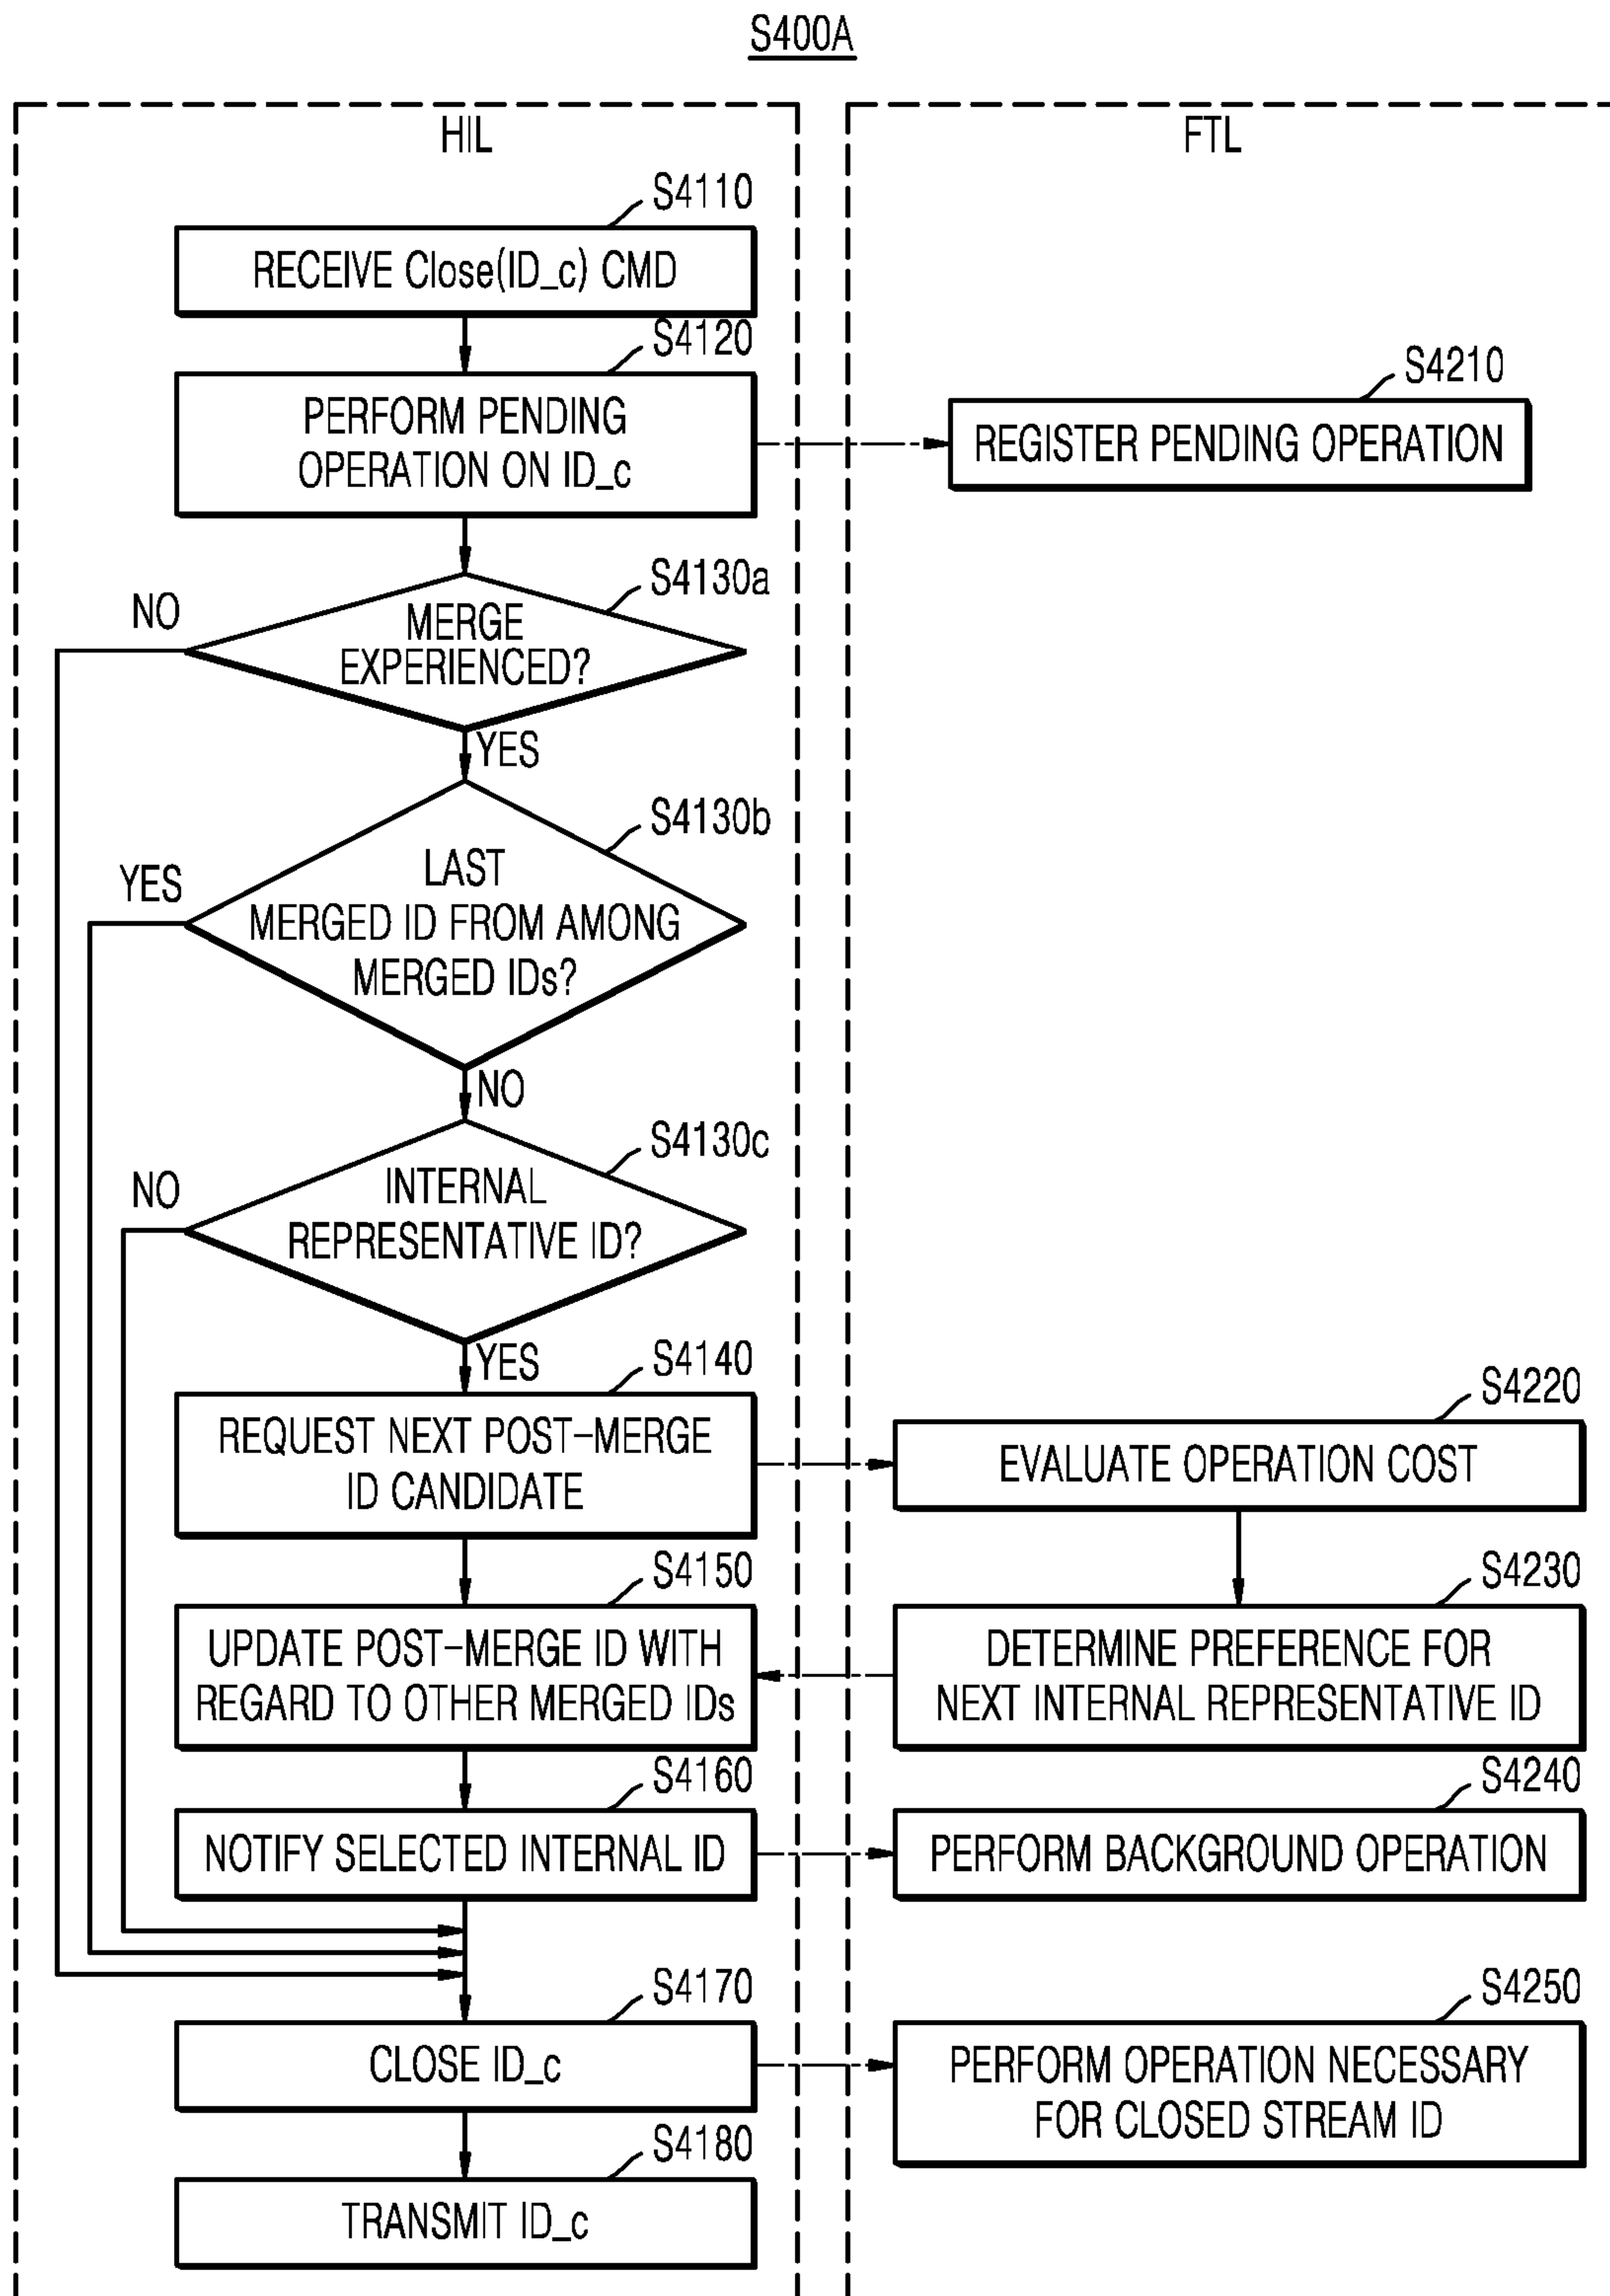 S400A
HIL
FTL
S4110
RECEIVE Close(ID_c) CMD
S4120
PERFORM PENDING
OPERATION ON ID_c
S4210
REGISTER PENDING OPERATION
S4130a
NO
MERGE
EXPERIENCED?
YES
S4130b
YES
LAST
MERGED ID FROM AMONG
MERGED IDs?
NO
S4130c
NO
INTERNAL
REPRESENTATIVE ID?
YES
S4140
REQUEST NEXT POST-MERGE
ID CANDIDATE
S4220
EVALUATE OPERATION COST
S4150
UPDATE POST-MERGE ID WITH
REGARD TO OTHER MERGED IDs
S4230
DETERMINE PREFERENCE FOR
NEXT INTERNAL REPRESENTATIVE ID
S4160
NOTIFY SELECTED INTERNAL ID
S4240
PERFORM BACKGROUND OPERATION
S4170
CLOSE ID_c
S4250
PERFORM OPERATION NECESSARY
FOR CLOSED STREAM ID
S4180
TRANSMIT ID_c